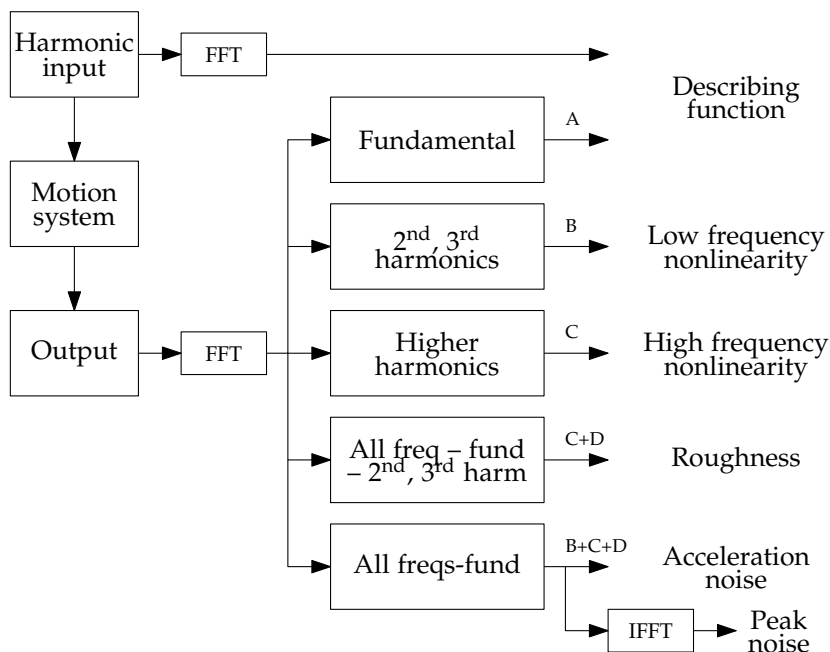 Harmonic
input
FFT
Describing
function
Fundamental
A
Motion
system
2nd, 3rd
harmonics
B
Low frequency
nonlinearity
Output
FFT
Higher
harmonics
C
High frequency
nonlinearity
All freq – fund
– 2nd, 3rd harm
C+D
Roughness
All freqs-fund
B+C+D
Acceleration
noise
IFFT
Peak
noise